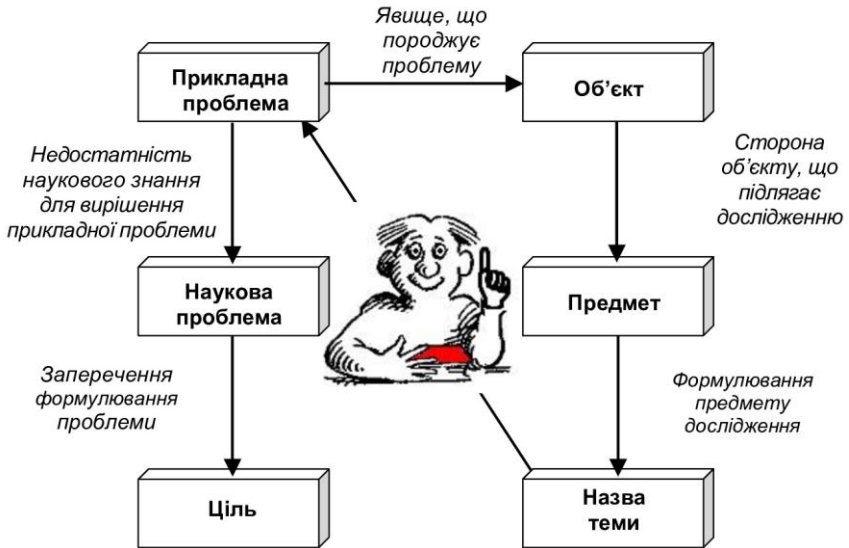 Явище, що
породжує
проблему
Прикладна
проблема
Об’єкт
Недостатність
наукового знання
для вирішення
прикладної проблеми
Сторона
об’єкту, що
підлягає
дослідженню
Наукова
проблема
Предмет
Заперечення
формулювання
проблеми
Формулювання
предмету
дослідження
Ціль
Назва
теми